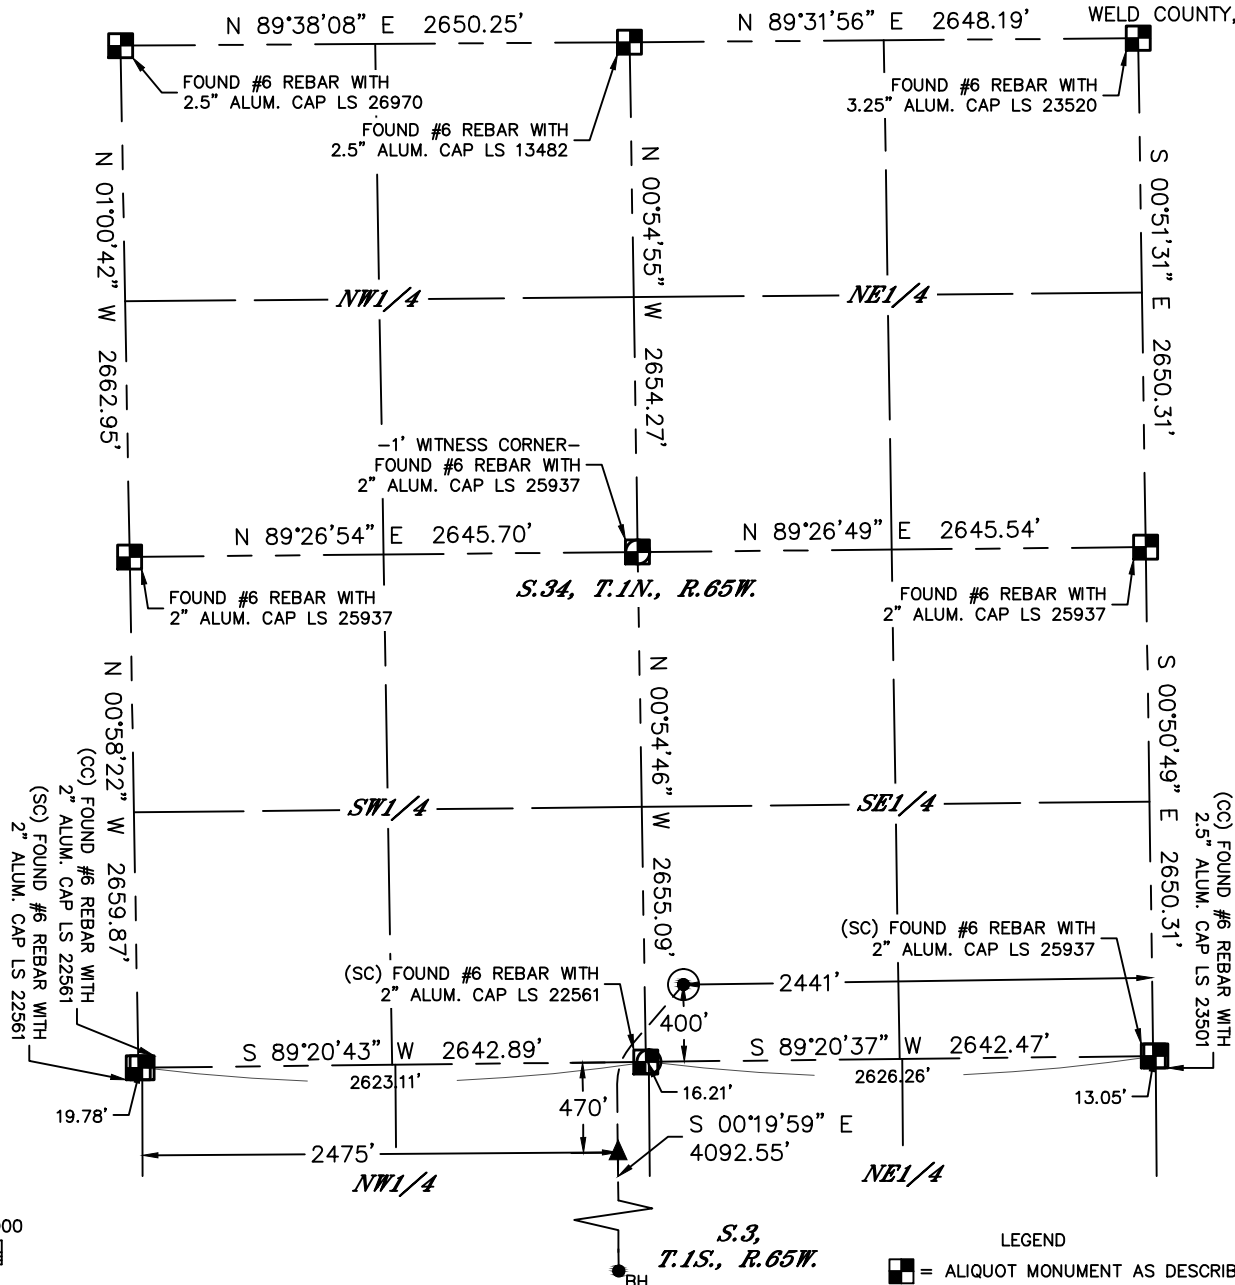 N 89°38'08" E 2650.25'
N 89°31'56" E 2648.19'
WELD COUNTY,
FOUND #6 REBAR WITH
2.5" ALUM. CAP LS 26970
FOUND #6 REBAR WITH
2.5" ALUM. CAP LS 13482
FOUND #6 REBAR WITH
3.25" ALUM. CAP LS 23520
N 01°00'42" W 2662.95'
N 00°54'55" W 2654.27'
S 00°51'31" E 2650.31'
NW1/4
NE1/4
-1' WITNESS CORNER-
FOUND #6 REBAR WITH
2" ALUM. CAP LS 25937
N 89°26'54" E 2645.70'
N 89°26'49" E 2645.54'
S.34, T.1N., R.65W.
FOUND #6 REBAR WITH
2" ALUM. CAP LS 25937
FOUND #6 REBAR WITH
2" ALUM. CAP LS 25937
N 00°58'22" W 2659.87'
N 00°54'46" W 2655.09'
S 00°50'49" E 2650.31'
(CC) FOUND #6 REBAR WITH
2" ALUM. CAP LS 22561
(SC) FOUND #6 REBAR WITH
2" ALUM. CAP LS 22561
SW1/4
SE1/4
(CC) FOUND #6 REBAR WITH
2.5" ALUM. CAP LS 23501
(SC) FOUND #6 REBAR WITH
2" ALUM. CAP LS 22561
(SC) FOUND #6 REBAR WITH
2" ALUM. CAP LS 25937
2441'
400'
S 89°20'43" W 2642.89'
S 89°20'37" W 2642.47'
2623.11'
2626.26'
19.78'
16.21'
13.05'
470'
S 00°19'59" E
4092.55'
2475'
NW1/4
NE1/4
S.3,
T.1S., R.65W.
BH
LEGEND
= ALIQUOT MONUMENT AS DESCRIB